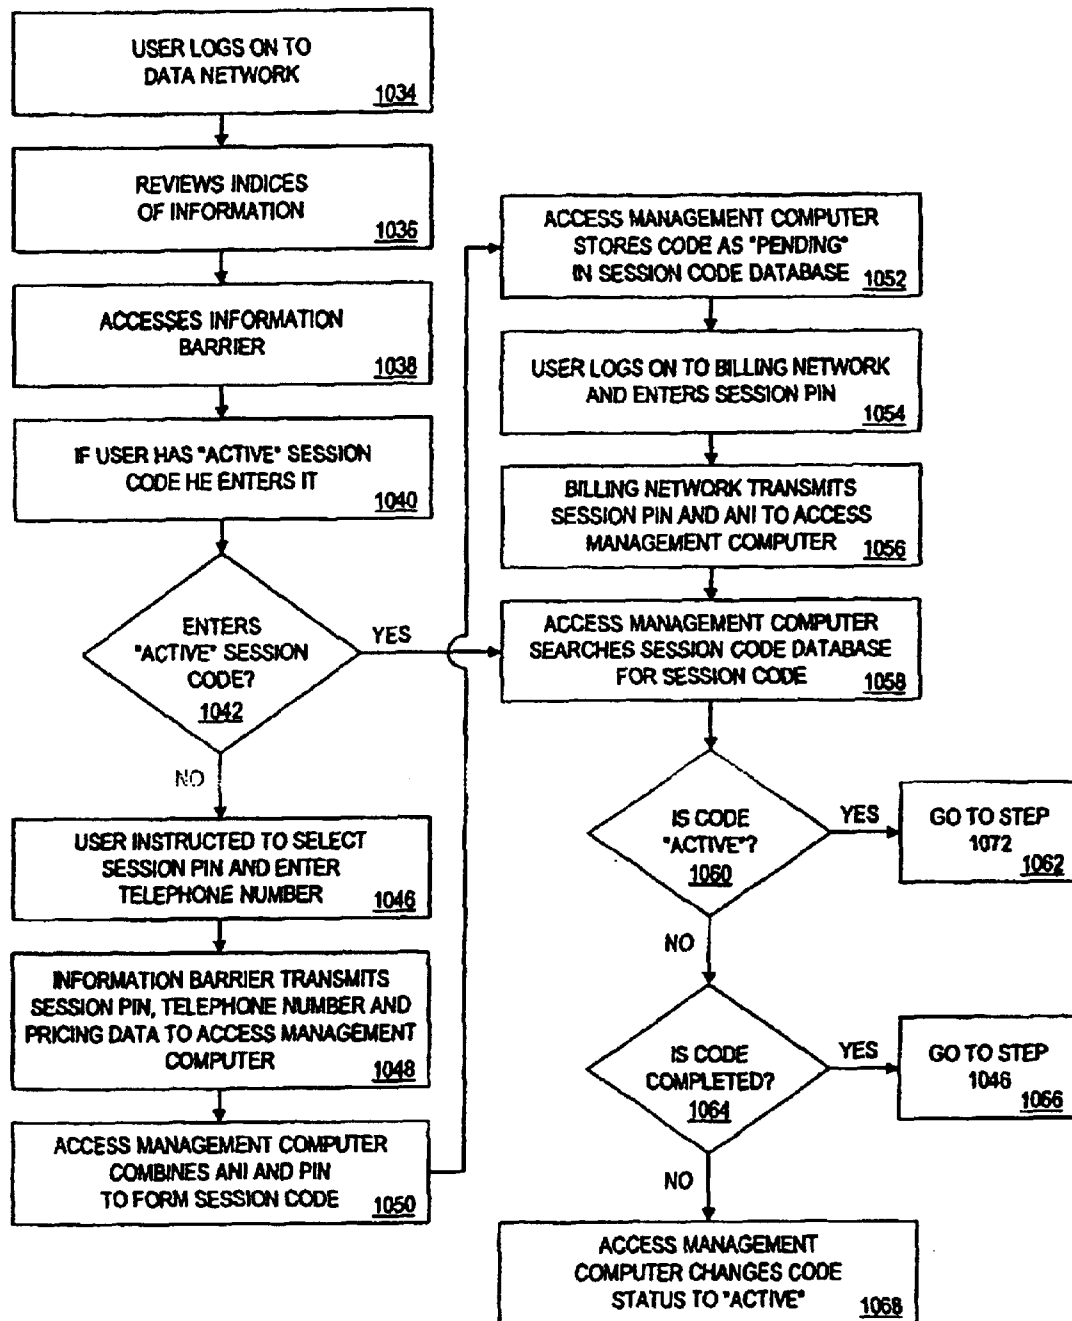 USER LOGS ON TO
DATA NETWORK
1034
REVIEWS INDICES
OF INFORMATION
1036
ACCESSES INFORMATION
BARRIER
1038
IF USER HAS "ACTIVE" SESSION
CODE HE ENTERS IT
1040
ENTERS
"ACTIVE" SESSION
CODE?
1042
YES
NO
USER INSTRUCTED TO SELECT
SESSION PIN AND ENTER
TELEPHONE NUMBER
1046
INFORMATION BARRIER TRANSMITS
SESSION PIN, TELEPHONE NUMBER AND
PRICING DATA TO ACCESS MANAGEMENT
COMPUTER
1048
ACCESS MANAGEMENT COMPUTER
COMBINES ANI AND PIN
TO FORM SESSION CODE
1050
ACCESS MANAGEMENT COMPUTER
STORES CODE AS "PENDING"
IN SESSION CODE DATABASE
1052
USER LOGS ON TO BILLING NETWORK
AND ENTERS SESSION PIN
1054
BILLING NETWORK TRANSMITS
SESSION PIN AND ANI TO ACCESS
MANAGEMENT COMPUTER
1056
ACCESS MANAGEMENT COMPUTER
SEARCHES SESSION CODE DATABASE
FOR SESSION CODE
1058
IS CODE
"ACTIVE"?
1060
YES
GO TO STEP
1072
1062
NO
IS CODE
COMPLETED?
1064
YES
GO TO STEP
1046
1066
NO
ACCESS MANAGEMENT
COMPUTER CHANGES CODE
STATUS TO "ACTIVE"
1068